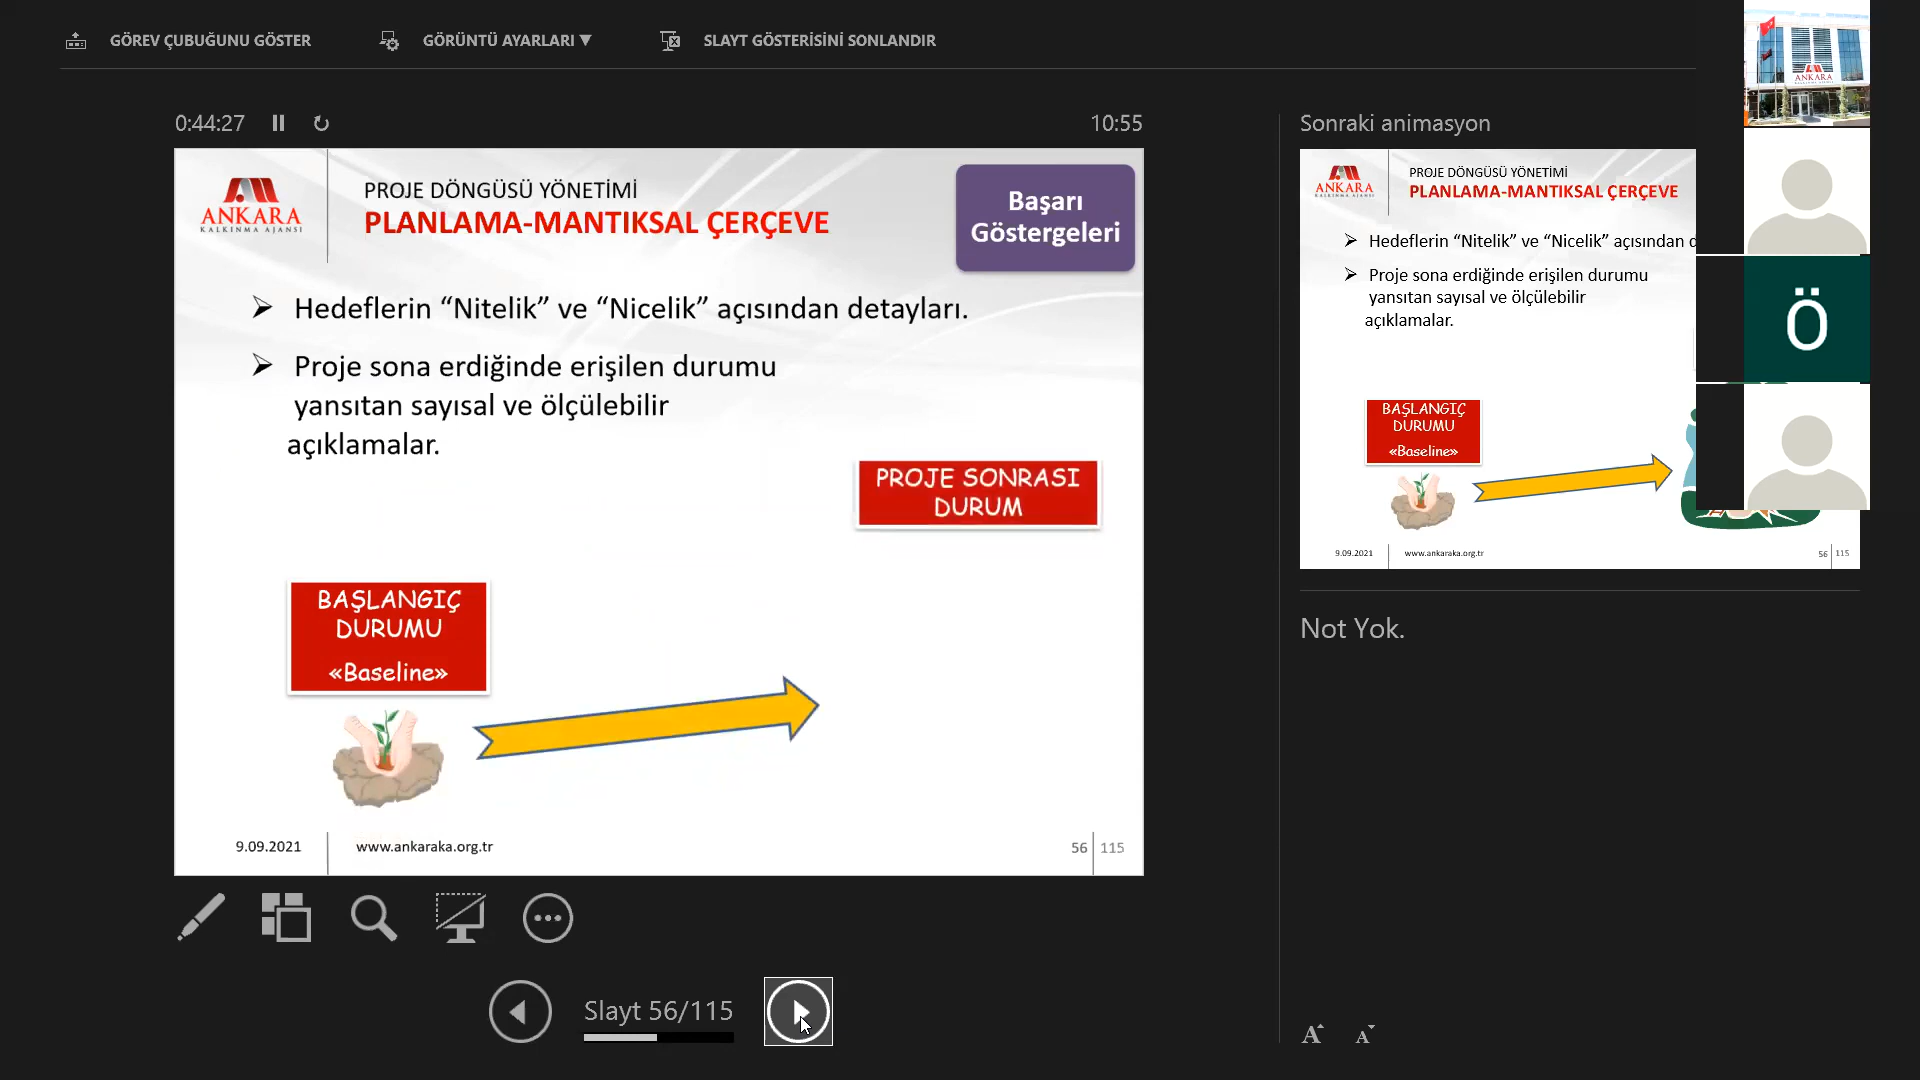 GÖREV ÇUBUĞUNU GÖSTER
GÖRÜNTÜ AYARLARI ▼
SLAYT GÖSTERİSİNİ SONLANDIR
0:44:27
10:55
ANKARA
KALKINMA AJANSI
PROJE DÖNGÜSÜ YÖNETİMİ
PLANLAMA-MANTIKSAL ÇERÇEVE
Başarı
Göstergeleri
➢ Hedeflerin “Nitelik” ve “Nicelik” açısından detayları.
➢ Proje sona erdiğinde erişilen durumu
yansıtan sayısal ve ölçülebilir
açıklamalar.
PROJE SONRASI
DURUM
BAŞLANGIÇ
DURUMU
«Baseline»
9.09.2021
www.ankaraka.org.tr
56
115
Slayt 56/115
Sonraki animasyon
ANKARA
KALKINMA AJANSI
PROJE DÖNGÜSÜ YÖNETİMİ
PLANLAMA-MANTIKSAL ÇERÇEVE
➢ Hedeflerin “Nitelik” ve “Nicelik” açısından d
➢ Proje sona erdiğinde erişilen durumu
yansıtan sayısal ve ölçülebilir
açıklamalar.
BAŞLANGIÇ
DURUMU
«Baseline»
9.09.2021
www.ankaraka.org.tr
56
115
Not Yok.
A
A
ANKARA
Ö